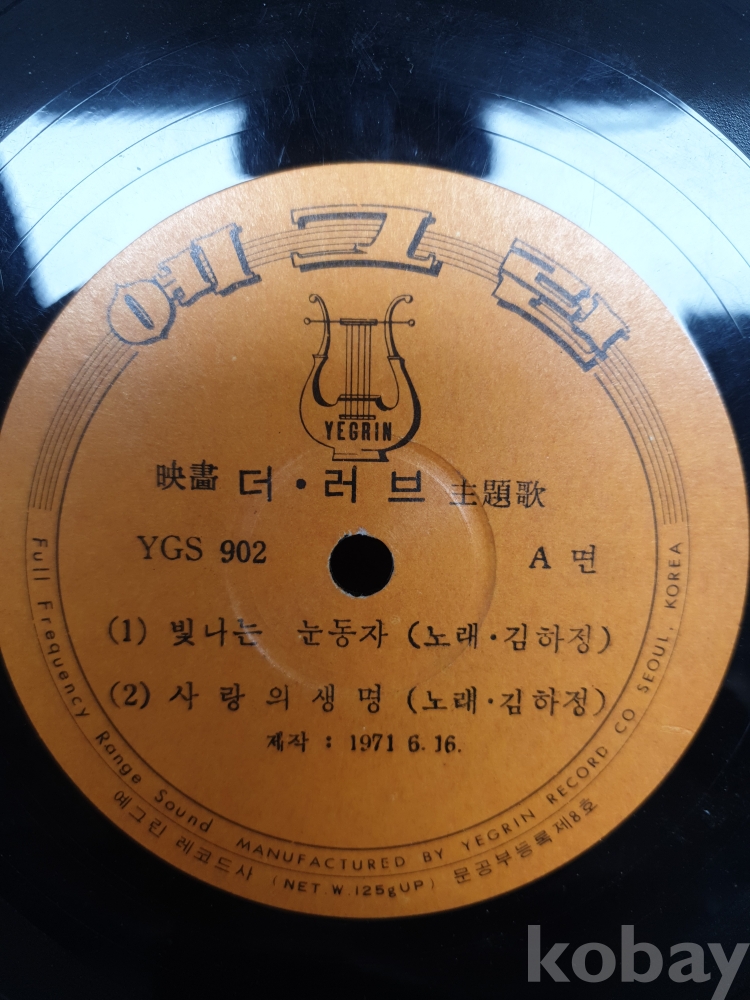 예그린
YEGRIN
映畵 더·러브 主題歌
YGS 902
A 면
(1) 빛나는 눈동자 (노래·김하정)
(2) 사랑의생명 (노래·김하정)
제작 : 1971 6. 16.
Full Frequency Range Sound MANUFACTURED BY YEGRIN RECORD CO SEOUL, KOREA
예그린 레코드사 (NET.W.125gUP) 문공부등록제8호
kobay